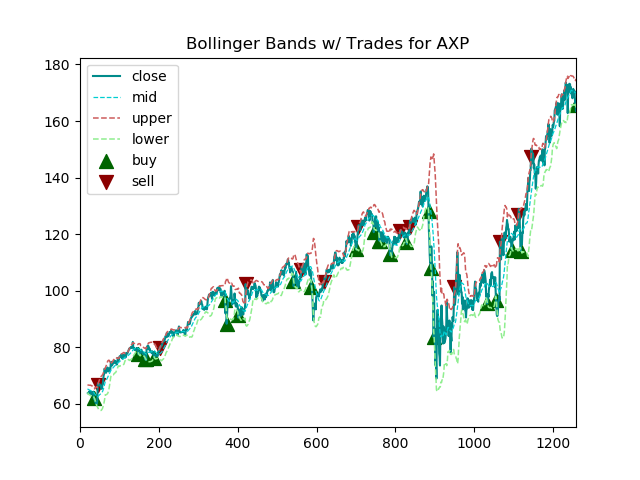 Bollinger Bands w/ Trades for AXP
180
160
140
120
100
80
60
close
mid
upper
lower
buy
sell
0 200 400 600 800 1000 1200